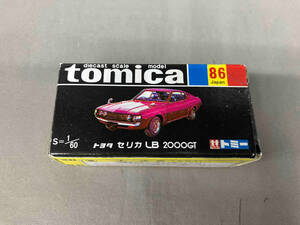 diecast scale model
tomica
86
Japan
S=1/60
トヨタ セリカ LB 2000GT
トミー